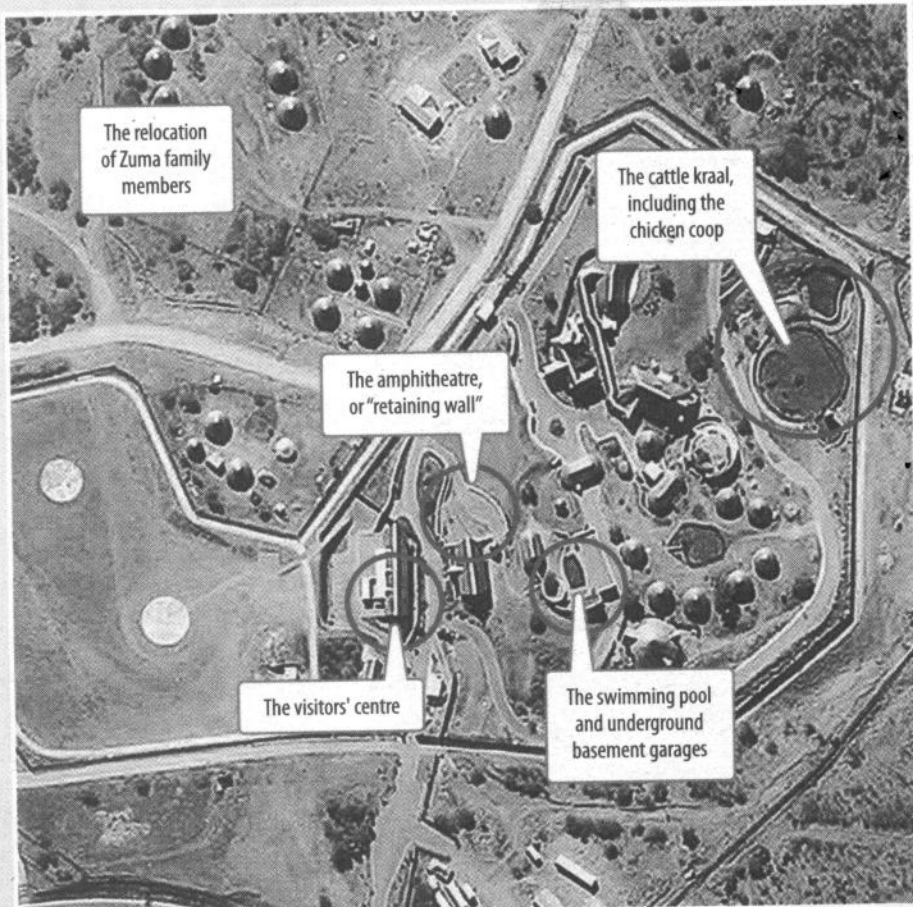 The relocation
of Zuma family
members
The cattle kraal,
including the
chicken coop
The amphitheatre,
or "retaining wall"
The visitors' centre
The swimming pool
and underground
basement garages